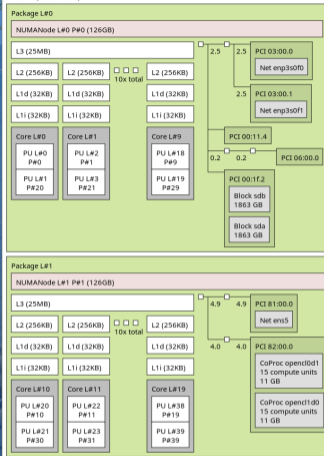 Package L#0
NUMANode L#0 P#0 (126GB)
L3 (25MB)
L2 (256KB) L2 (256KB) 10x total L2 (256KB)
L1d (32KB) L1d (32KB) L1d (32KB)
L1i (32KB) L1i (32KB) L1i (32KB)
Core L#0 Core L#1 Core L#9
PU L#0 PU L#2 PU L#18
P#0 P#1 P#9
PU L#1 PU L#3 PU L#19
P#20 P#21 P#29
2.5 2.5 PCI 03:00.0
Net enp3s0f0
2.5 PCI 03:00.1
Net enp3s0f1
PCI 00:11.4
0.2 0.2 PCI 06:00.0
PCI 00:1f.2
Block sdb
1863 GB
Block sda
1863 GB
Package L#1
NUMANode L#1 P#1 (126GB)
L3 (25MB)
L2 (256KB) L2 (256KB) 10x total L2 (256KB)
L1d (32KB) L1d (32KB) L1d (32KB)
L1i (32KB) L1i (32KB) L1i (32KB)
Core L#10 Core L#11 Core L#19
PU L#20 PU L#22 PU L#38
P#10 P#11 P#19
PU L#21 PU L#23 PU L#39
P#30 P#31 P#39
4.9 4.9 PCI 81:00.0
Net ens5
4.0 4.0 PCI 82:00.0
CoProc opencl0d1
15 compute units
11 GB
CoProc opencl1d0
15 compute units
11 GB